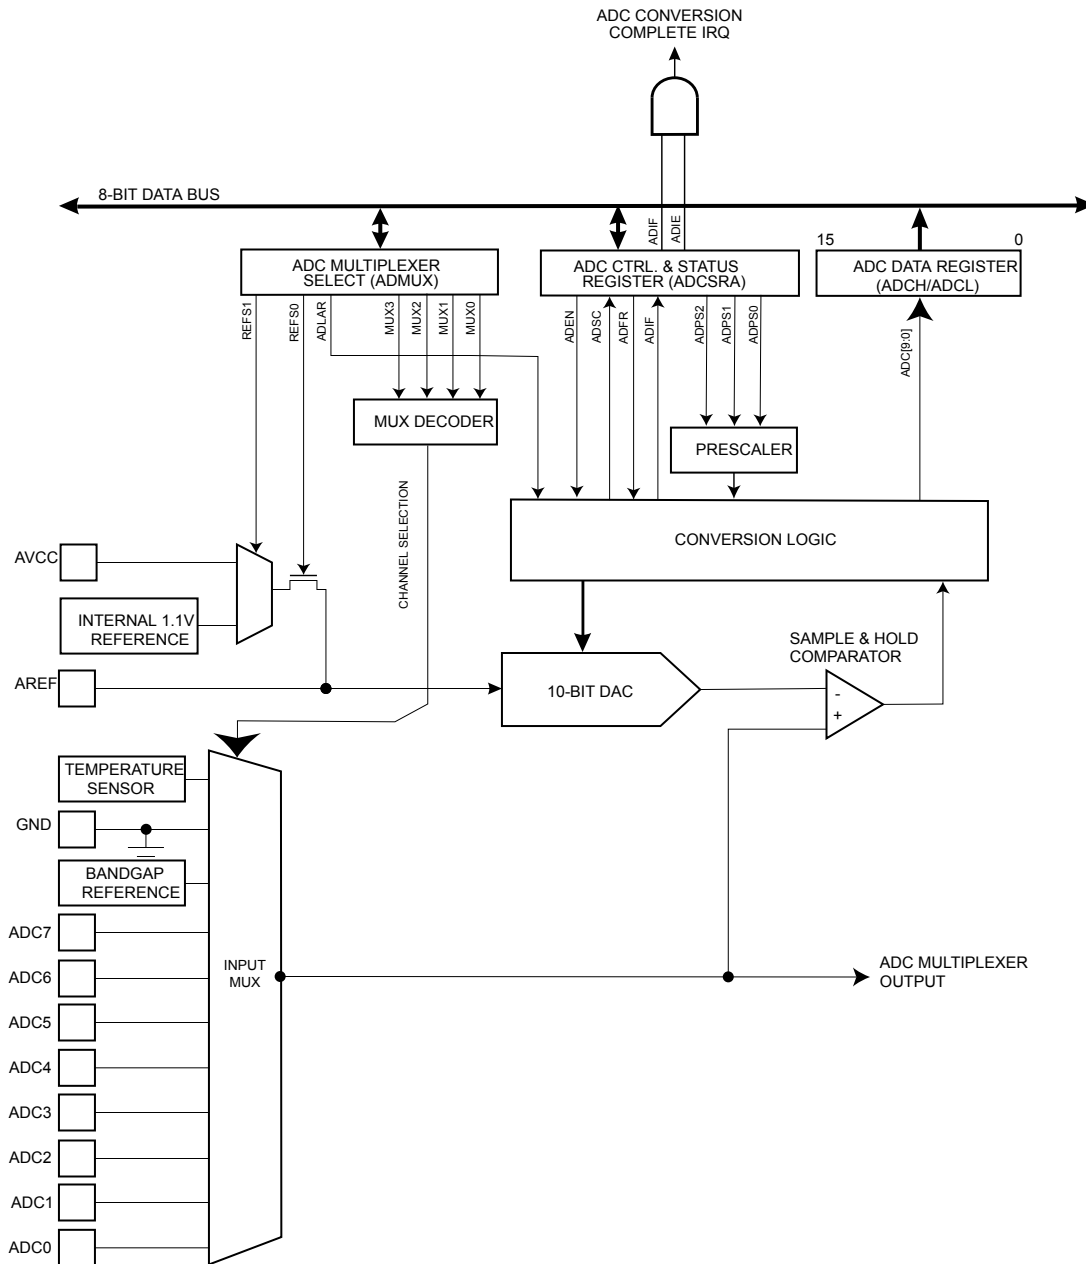 ADC CONVERSION
COMPLETE IRQ
8-BIT DATA BUS
ADIF
ADIE
15
0
ADC MULTIPLEXER
SELECT (ADMUX)
ADC CTRL. & STATUS
REGISTER (ADCSRA)
ADC DATA REGISTER
(ADCH/ADCL)
REFS1
REFS0
ADLAR
MUX3
MUX2
MUX1
MUX0
ADEN
ADSC
ADFR
ADIF
ADPS2
ADPS1
ADPS0
ADC[9:0]
MUX DECODER
PRESCALER
CHANNEL SELECTION
CONVERSION LOGIC
AVCC
INTERNAL 1.1V
REFERENCE
SAMPLE & HOLD
COMPARATOR
AREF
10-BIT DAC
-
+
TEMPERATURE
SENSOR
GND
BANDGAP
REFERENCE
ADC7
ADC6
INPUT
MUX
ADC MULTIPLEXER
OUTPUT
ADC5
ADC4
ADC3
ADC2
ADC1
ADC0